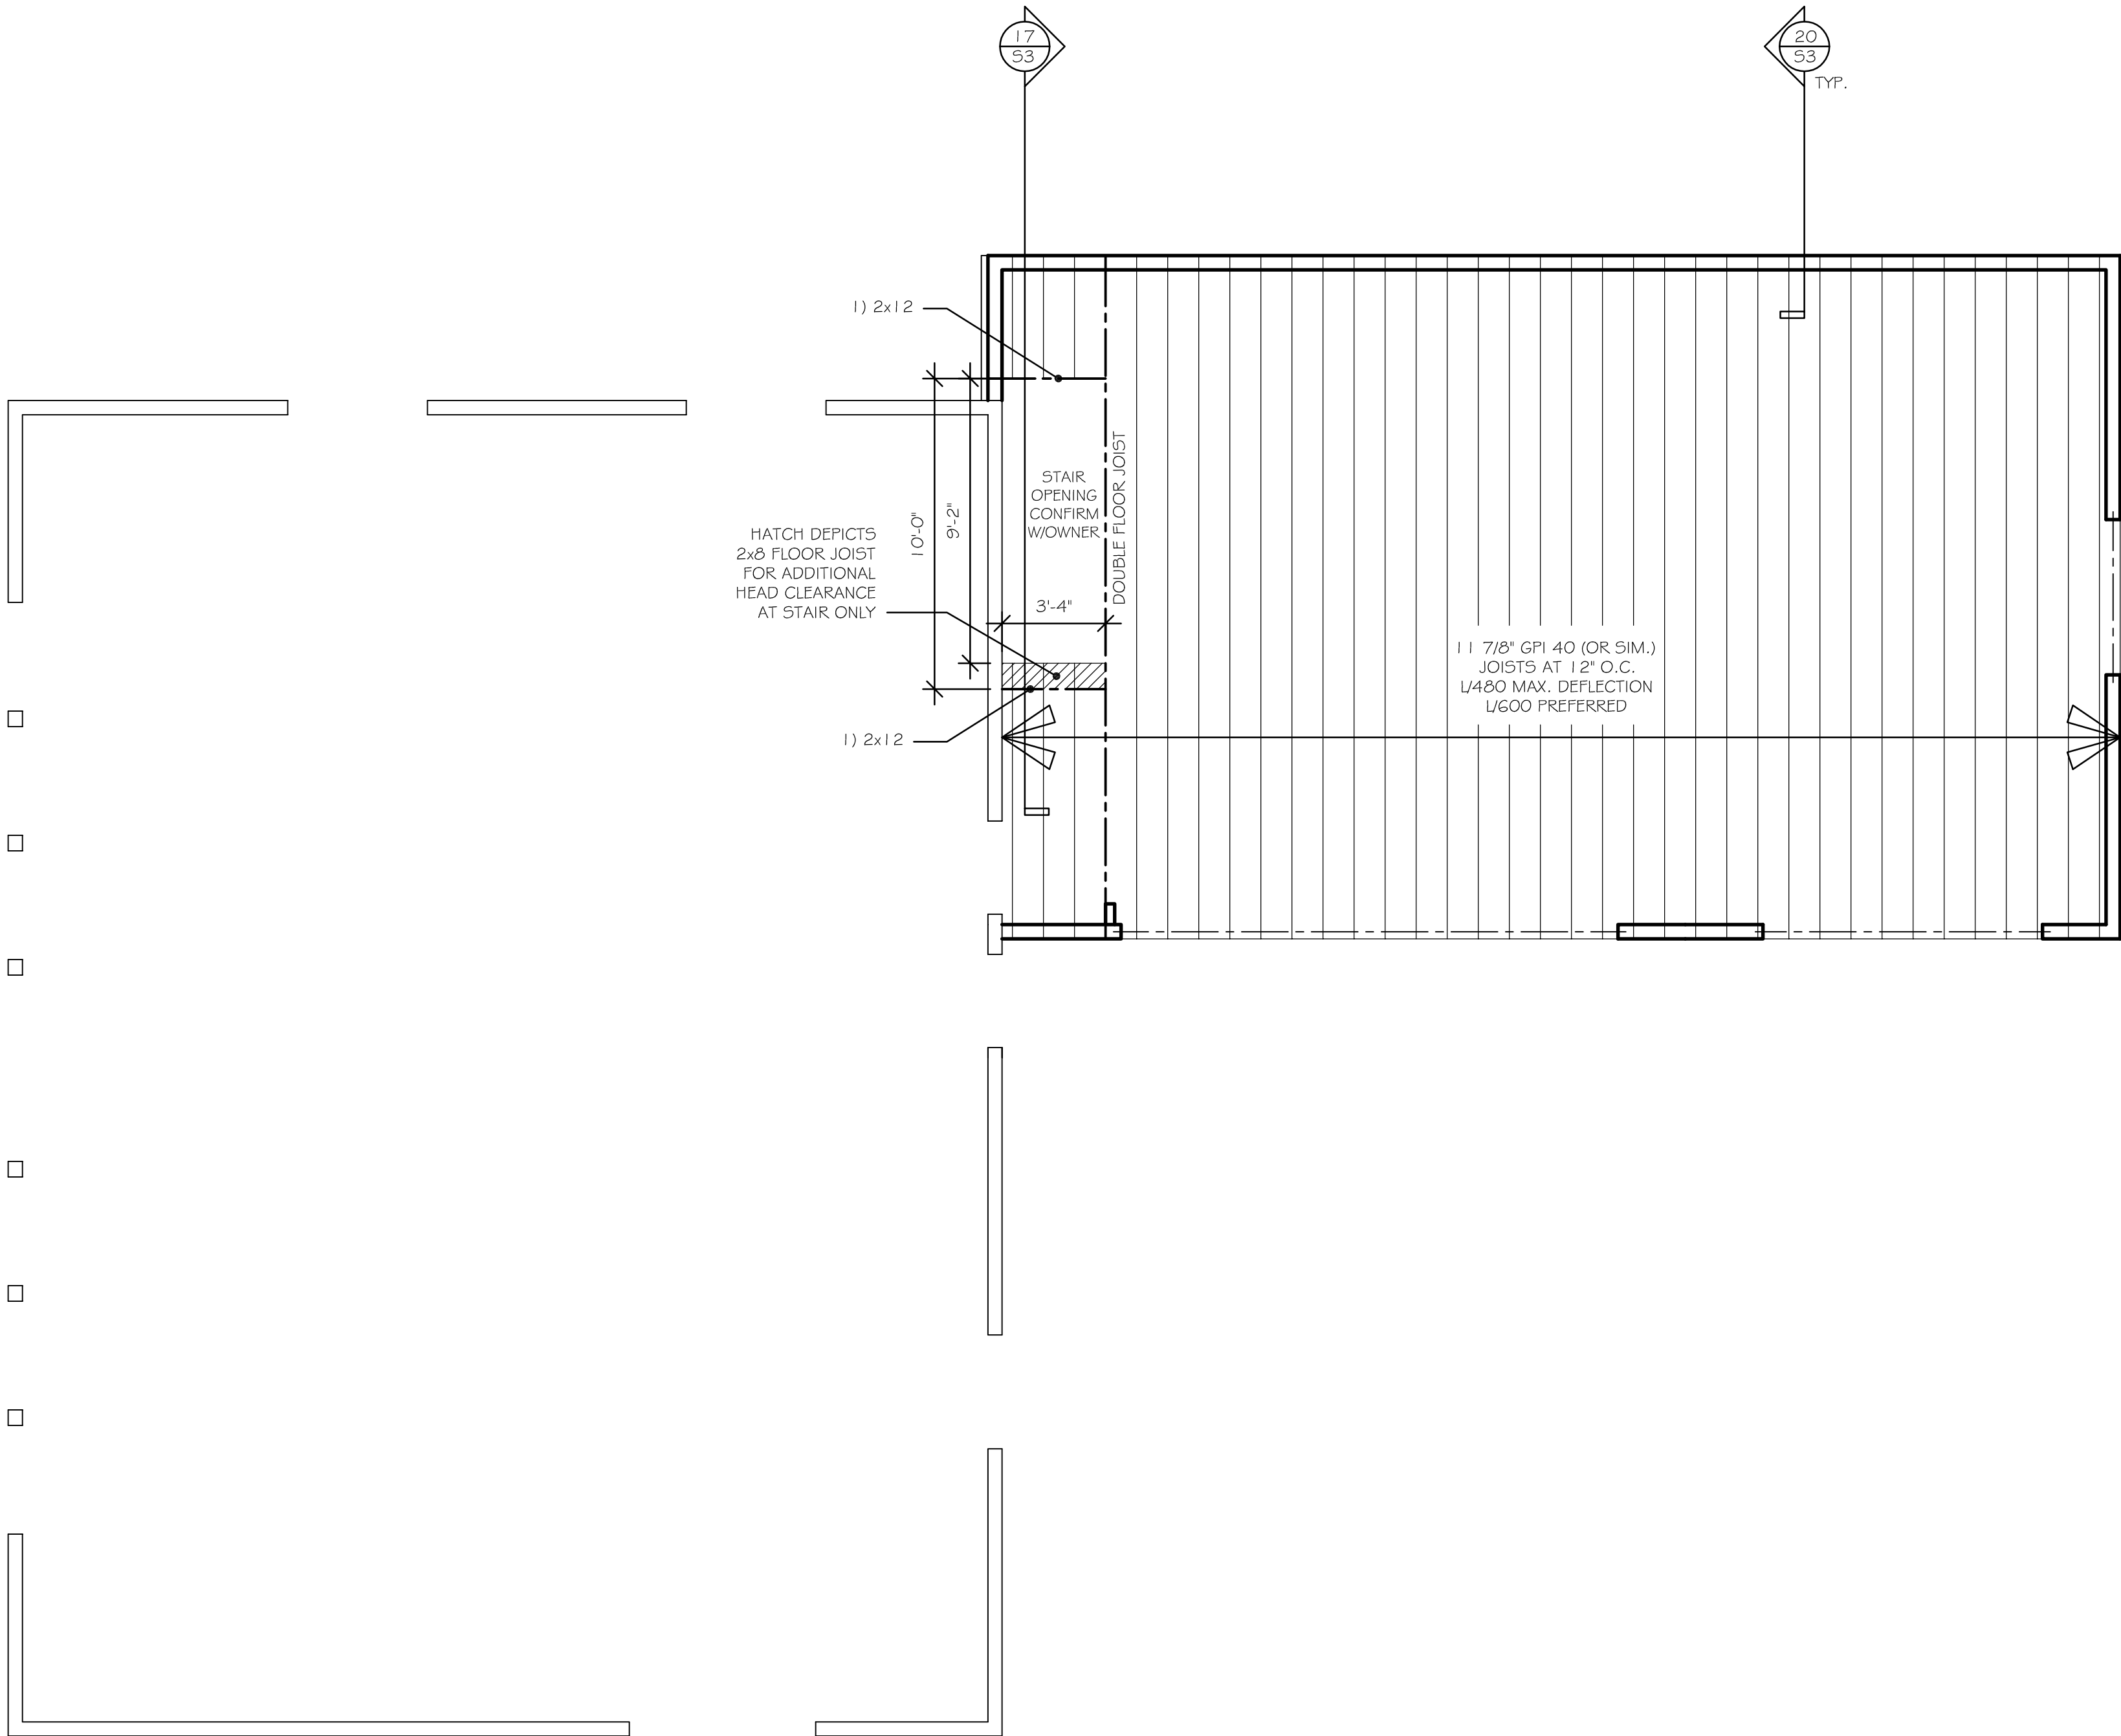 17
S3
20
S3
TYP.
1) 2x12
STAIR
OPENING
CONFIRM
W/OWNER
DOUBLE FLOOR JOIST
10'-0"
9'-2"
HATCH DEPICTS
2x8 FLOOR JOIST
FOR ADDITIONAL
HEAD CLEARANCE
AT STAIR ONLY
3'-4"
11 7/8" GPI 40 (OR SIM.)
JOISTS AT 12" O.C.
L/480 MAX. DEFLECTION
L/600 PREFERRED
1) 2x12